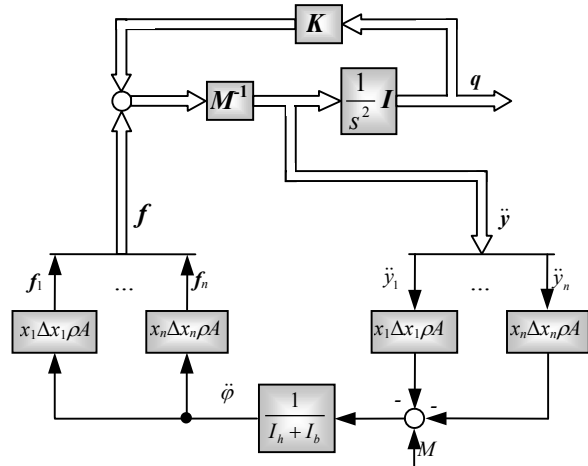 K
M⁻¹
1/s² I
q
f
ÿ
f₁ ... fₙ
ÿ₁ ... ÿₙ
x₁Δx₁ρA
xₙΔxₙρA
x₁Δx₁ρA
xₙΔxₙρA
φ̈
1/(I_h + I_b)
- -
M